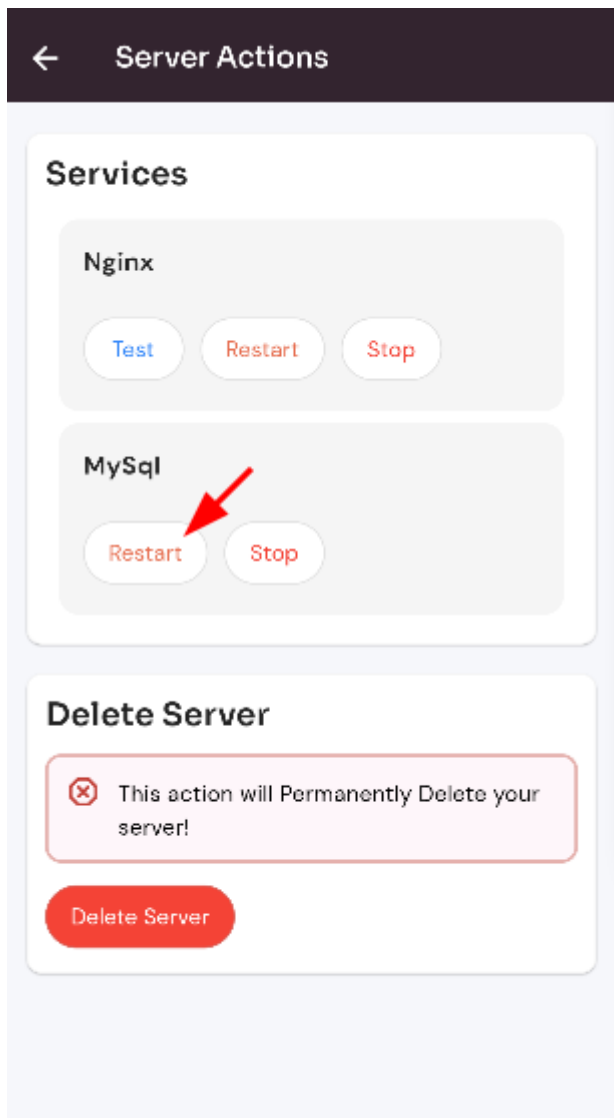 Server Actions
Services
Nginx
Test Restart Stop
MySql
Restart Stop
Delete Server
This action will Permanently Delete your
server!
Delete Server